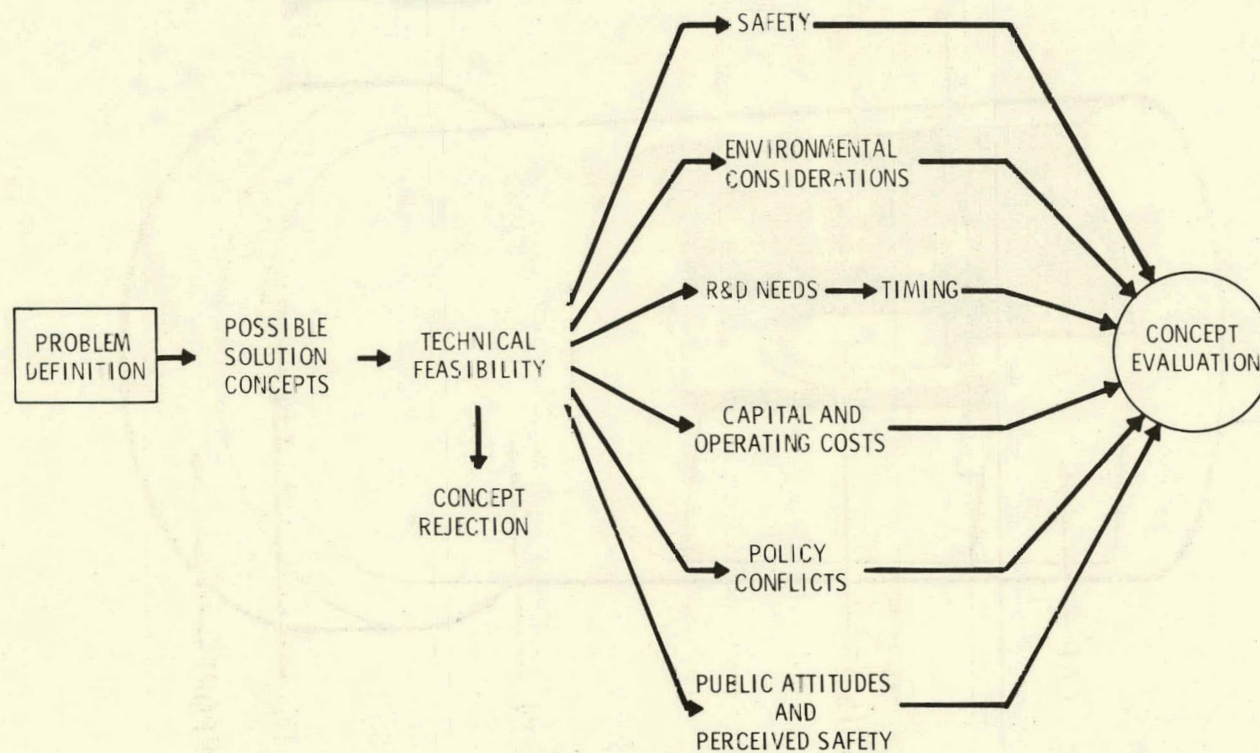 PROBLEM
DEFINITION
POSSIBLE
SOLUTION
CONCEPTS
TECHNICAL
FEASIBILITY
CONCEPT
REJECTION
SAFETY
ENVIRONMENTAL
CONSIDERATIONS
R&D NEEDS
TIMING
CAPITAL AND
OPERATING COSTS
POLICY
CONFLICTS
PUBLIC ATTITUDES
AND
PERCEIVED SAFETY
CONCEPT
EVALUATION